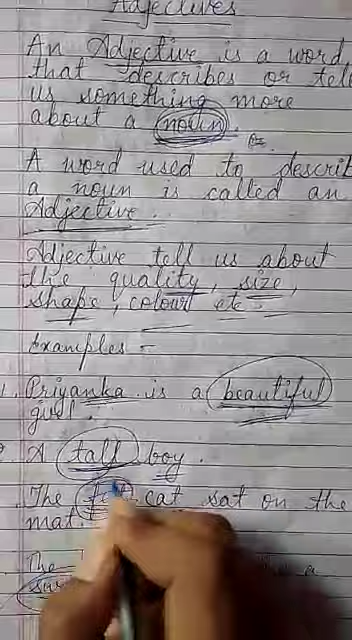 Adjectives
An Adjective is a word
that describes or tell
us something more
about a noun.
Or
A word used to describ
a noun is called an
Adjective.
Adjective tell us about
the quality, size,
shape, colour etc.
Examples -
1. Priyanka is a beautiful
girl.
A tall boy.
The cat sat on the
mat.
The a